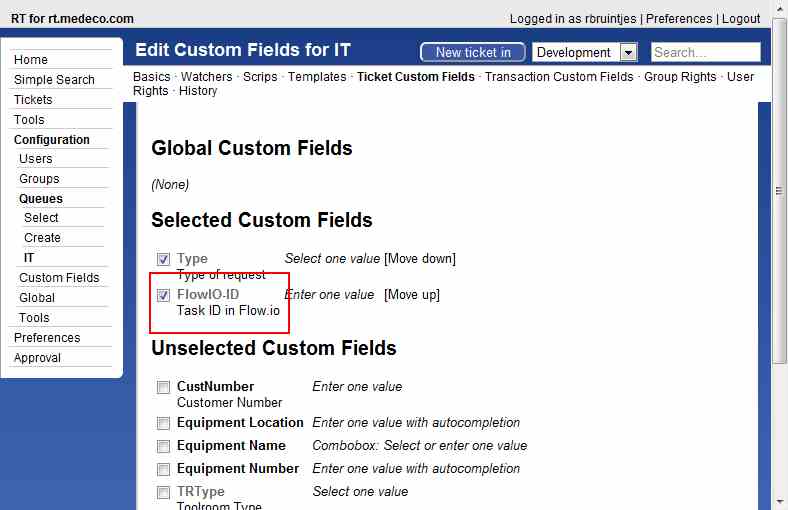 RT for rt.medeco.com
Logged in as rbruintjes | Preferences | Logout
Home
Simple Search
Tickets
Tools
Configuration
Users
Groups
Queues
Select
Create
IT
Custom Fields
Global
Tools
Preferences
Approval
Edit Custom Fields for IT
New ticket in
Development
Search...
Basics · Watchers · Scrips · Templates · Ticket Custom Fields · Transaction Custom Fields · Group Rights · User
Rights · History
Global Custom Fields
(None)
Selected Custom Fields
Type Select one value [Move down]
Type of request
FlowIO-ID Enter one value [Move up]
Task ID in Flow.io
Unselected Custom Fields
CustNumber Enter one value
Customer Number
Equipment Location Enter one value with autocompletion
Equipment Name Combobox: Select or enter one value
Equipment Number Enter one value with autocompletion
TRType Select one value
Toolroom Type